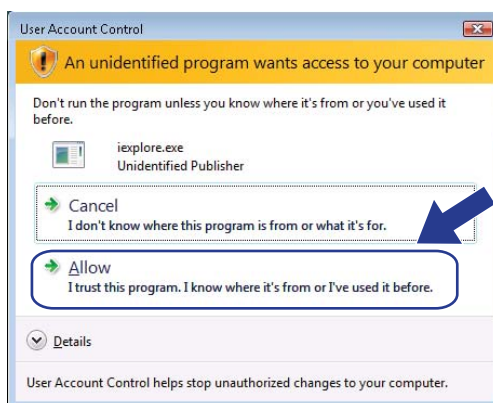 User Account Control
An unidentified program wants access to your computer
Don't run the program unless you know where it's from or you've used it
before.
iexplore.exe
Unidentified Publisher
Cancel
I don't know where this program is from or what it's for.
Allow
I trust this program. I know where it's from or I've used it before.
Details
User Account Control helps stop unauthorized changes to your computer.